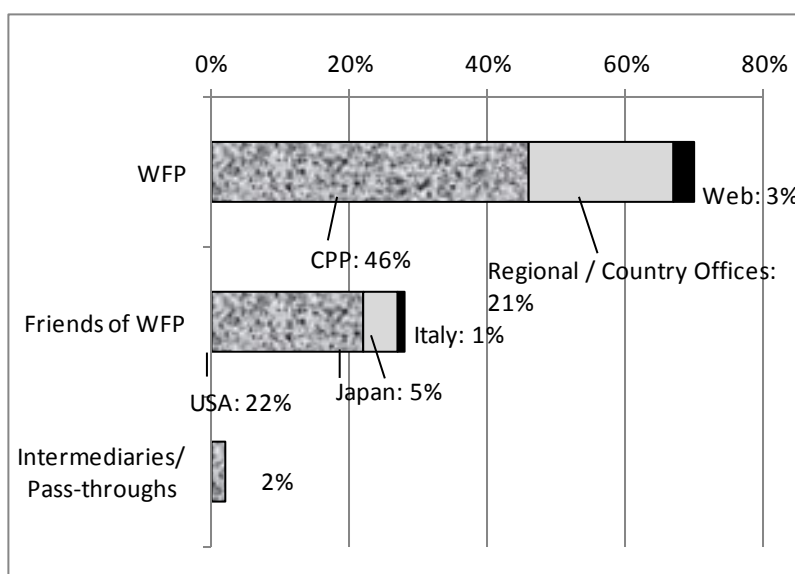 0% 20% 40% 60% 80%
WFP
Web: 3%
CPP: 46%
Regional / Country Offices:
21%
Friends of WFP
Italy: 1%
USA: 22%
Japan: 5%
Intermediaries/
Pass-throughs
2%